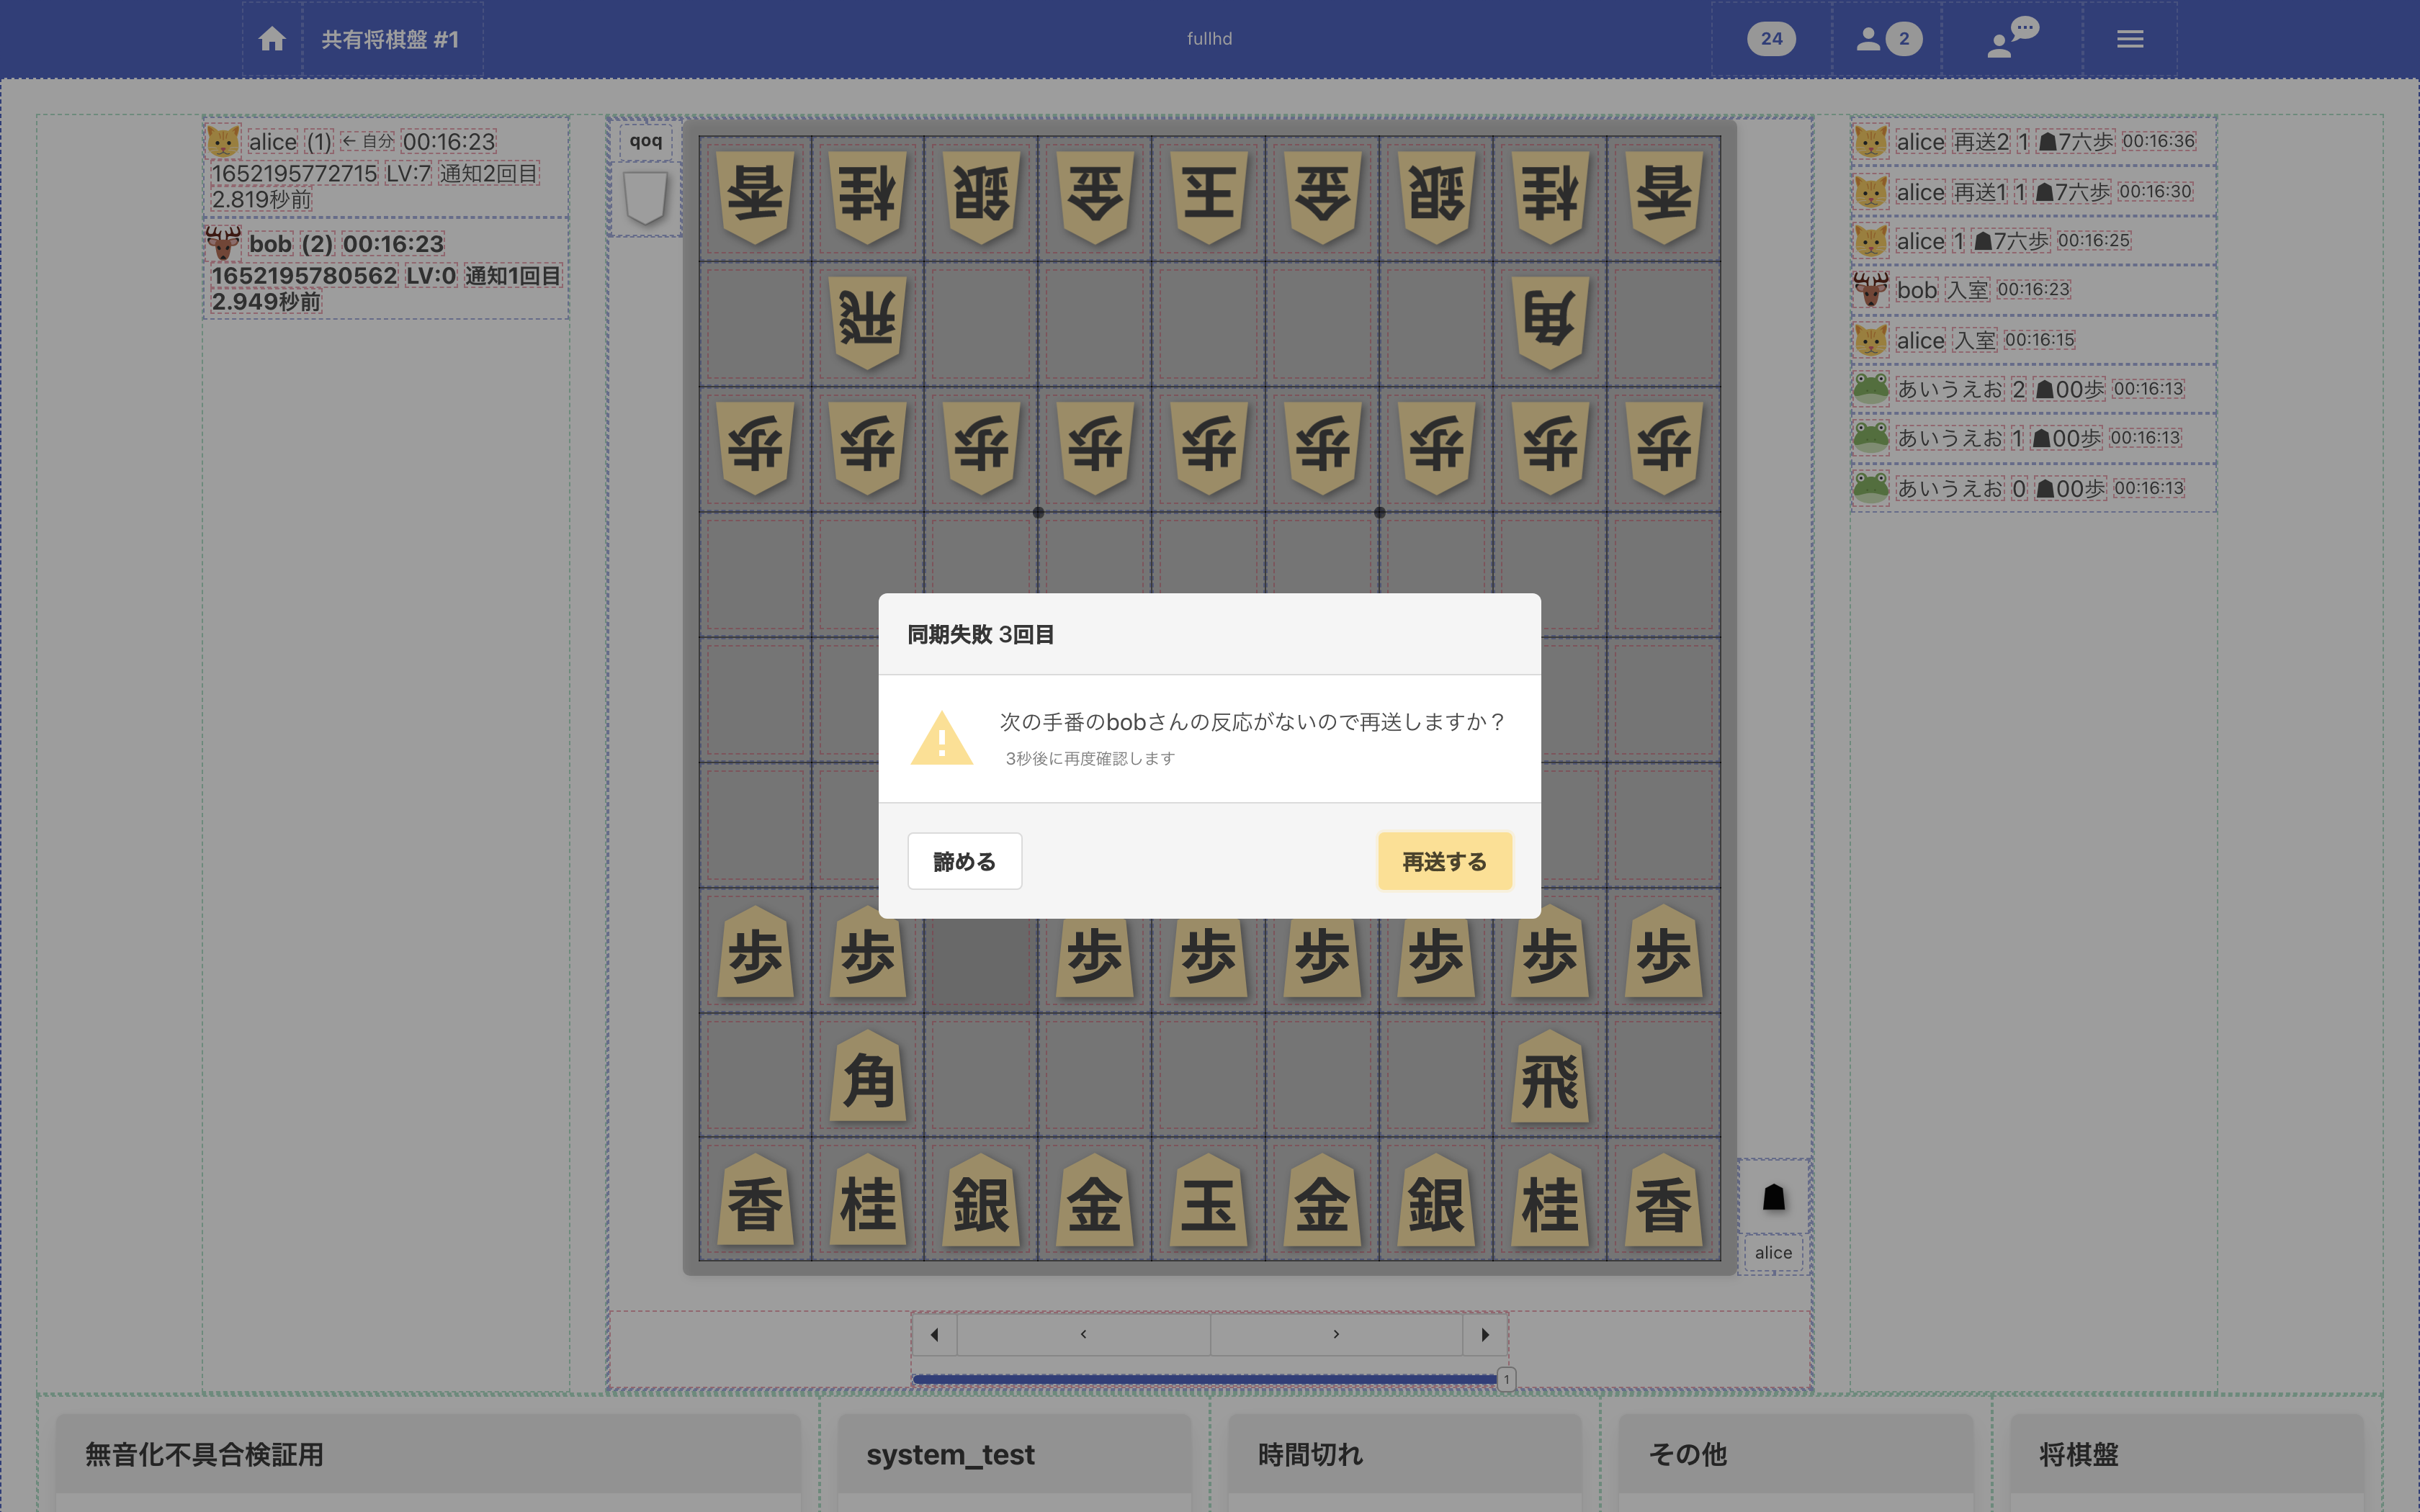 共有将棋盤 #1
fullhd
24
2
alice (1) ← 自分 00:16:23
1652195772715 LV:7 通知2回目
2.819秒前
bob (2) 00:16:23
1652195780562 LV:0 通知1回目
2.949秒前
qoq
香 桂 銀 金 玉 金 銀 桂 香
飛 角
歩 歩 歩 歩 歩 歩 歩 歩 歩
同期失敗 3回目
次の手番のbobさんの反応がないので再送しますか？
3秒後に再度確認します
諦める
再送する
歩 歩 歩 歩 歩 歩 歩 歩
角 飛
香 桂 銀 金 玉 金 銀 桂 香
alice
1
alice 再送2 1 ☗7六歩 00:16:36
alice 再送1 1 ☗7六歩 00:16:30
alice 1 ☗7六歩 00:16:25
bob 入室 00:16:23
alice 入室 00:16:15
あいうえお 2 ☗00歩 00:16:13
あいうえお 1 ☗00歩 00:16:13
あいうえお 0 ☗00歩 00:16:13
無音化不具合検証用
system_test
時間切れ
その他
将棋盤